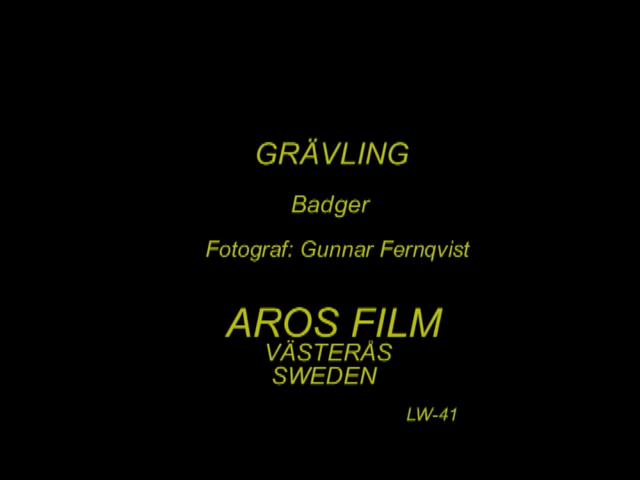 GRÄVLING
Badger
Fotograf: Gunnar Fernqvist
AROS FILM
VÄSTERÅS
SWEDEN
LW-41